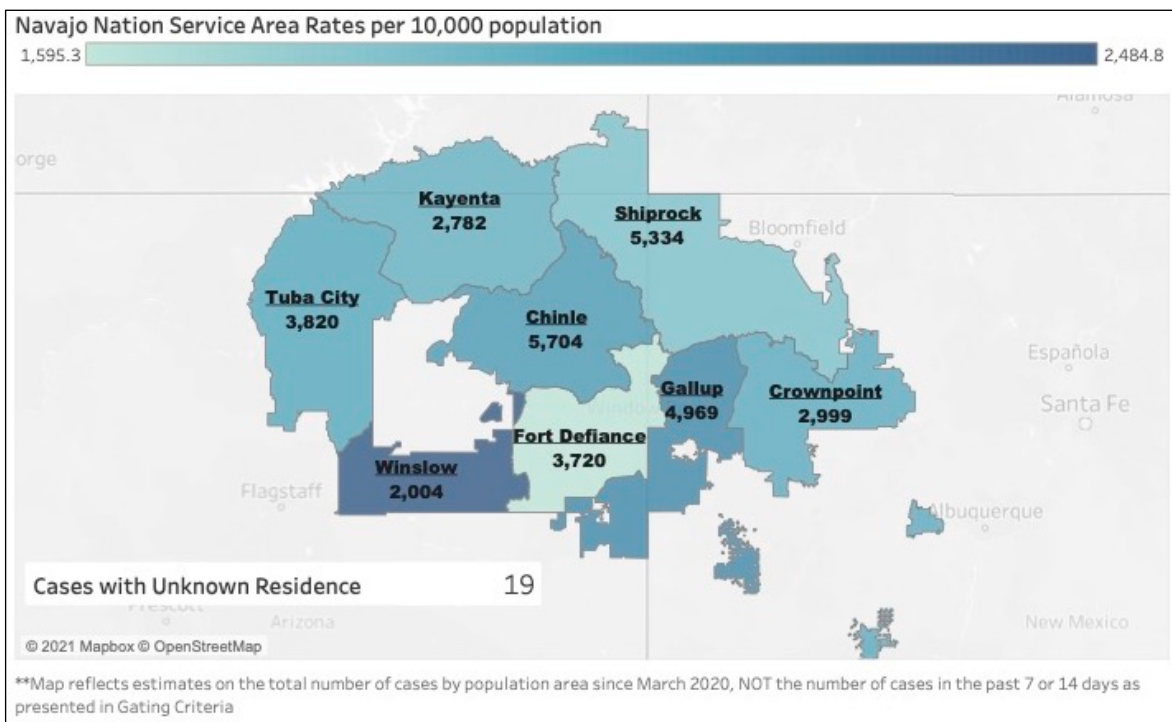 Navajo Nation Service Area Rates per 10,000 population
1,595.3
2,484.8
Alamosa
orge
Kayenta
2,782
Shiprock
5,334
Bloomfield
Tuba City
3,820
Chinle
5,704
Española
Gallup
4,969
Crownpoint
2,999
Window
Santa Fe
Fort Defiance
3,720
Winslow
2,004
Flagstaff
Albuquerque
Cases with Unknown Residence 19
Prescott
Arizona
New Mexico
© 2021 Mapbox © OpenStreetMap
**Map reflects estimates on the total number of cases by population area since March 2020, NOT the number of cases in the past 7 or 14 days as
presented in Gating Criteria